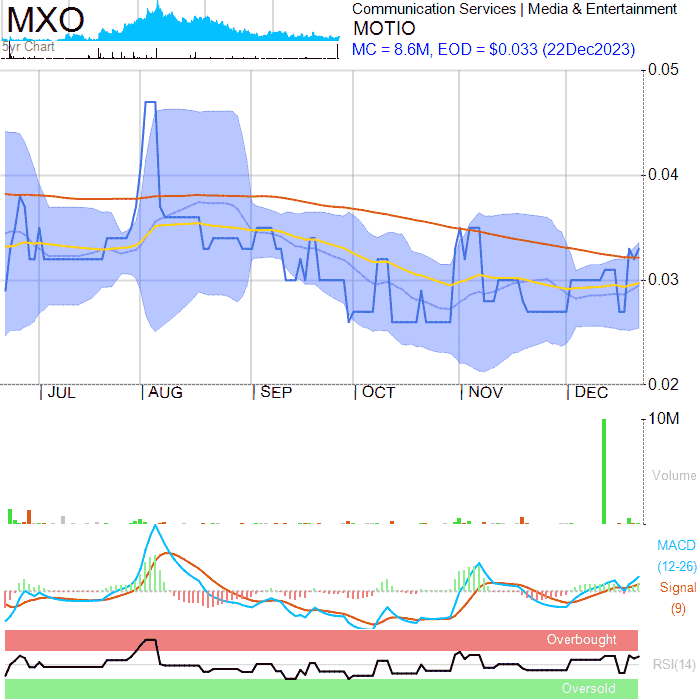 MXO
5yr Chart
Communication Services | Media & Entertainment
MOTIO
MC = 8.6M, EOD = $0.033 (22Dec2023)
0.05
0.04
0.03
0.02
JUL
AUG
SEP
OCT
NOV
DEC
10M
Volume
MACD
(12-26)
Signal
(9)
Overbought
RSI(14)
Oversold